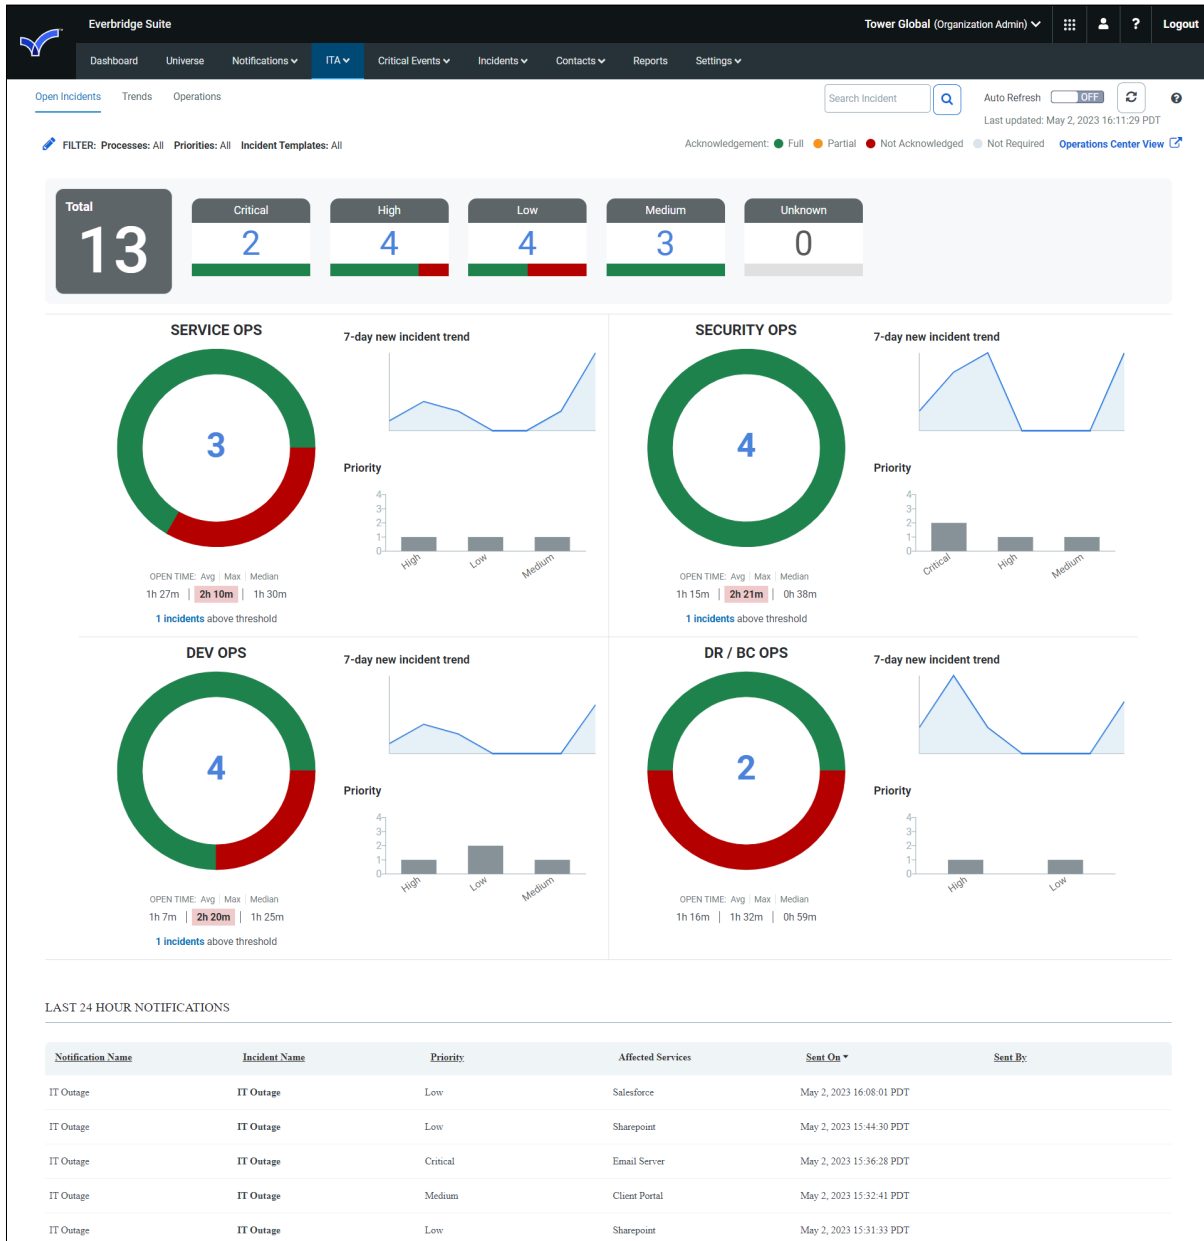 Everbridge Suite
Tower Global (Organization Admin)
?
Logout
Dashboard
Universe
Notifications
ITA
Critical Events
Incidents
Contacts
Reports
Settings
Open Incidents
Trends
Operations
Search Incident
Auto Refresh
OFF
?
Last updated: May 2, 2023 16:11:29 PDT
FILTER: Processes: All Priorities: All Incident Templates: All
Acknowledgement: Full Partial Not Acknowledged Not Required
Operations Center View
Total
13
Critical
2
High
4
Low
4
Medium
3
Unknown
0
SERVICE OPS
3
OPEN TIME: Avg | Max | Median
1h 27m | 2h 10m | 1h 30m
1 incidents above threshold
7-day new incident trend
Priority
4
3
2
1
0
High
Low
Medium
SECURITY OPS
4
OPEN TIME: Avg | Max | Median
1h 15m | 2h 21m | 0h 38m
1 incidents above threshold
7-day new incident trend
Priority
4
3
2
1
0
Critical
High
Medium
DEV OPS
4
OPEN TIME: Avg | Max | Median
1h 7m | 2h 20m | 1h 25m
1 incidents above threshold
7-day new incident trend
Priority
4
3
2
1
0
High
Low
Medium
DR / BC OPS
2
OPEN TIME: Avg | Max | Median
1h 16m | 1h 32m | 0h 59m
7-day new incident trend
Priority
4
3
2
1
0
High
Low
LAST 24 HOUR NOTIFICATIONS
Notification Name Incident Name Priority Affected Services Sent On Sent By
IT Outage IT Outage Low Salesforce May 2, 2023 16:08:01 PDT
IT Outage IT Outage Low Sharepoint May 2, 2023 15:44:30 PDT
IT Outage IT Outage Critical Email Server May 2, 2023 15:36:28 PDT
IT Outage IT Outage Medium Client Portal May 2, 2023 15:32:41 PDT
IT Outage IT Outage Low Sharepoint May 2, 2023 15:31:33 PDT